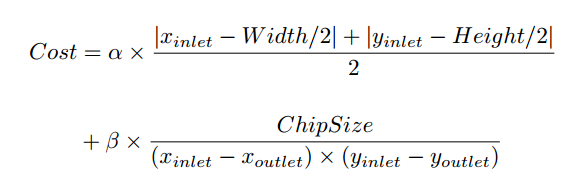 Cost = α × (|x_inlet − Width/2| + |y_inlet − Height/2|) / 2
+ β × ChipSize / ((x_inlet − x_outlet) × (y_inlet − y_outlet))